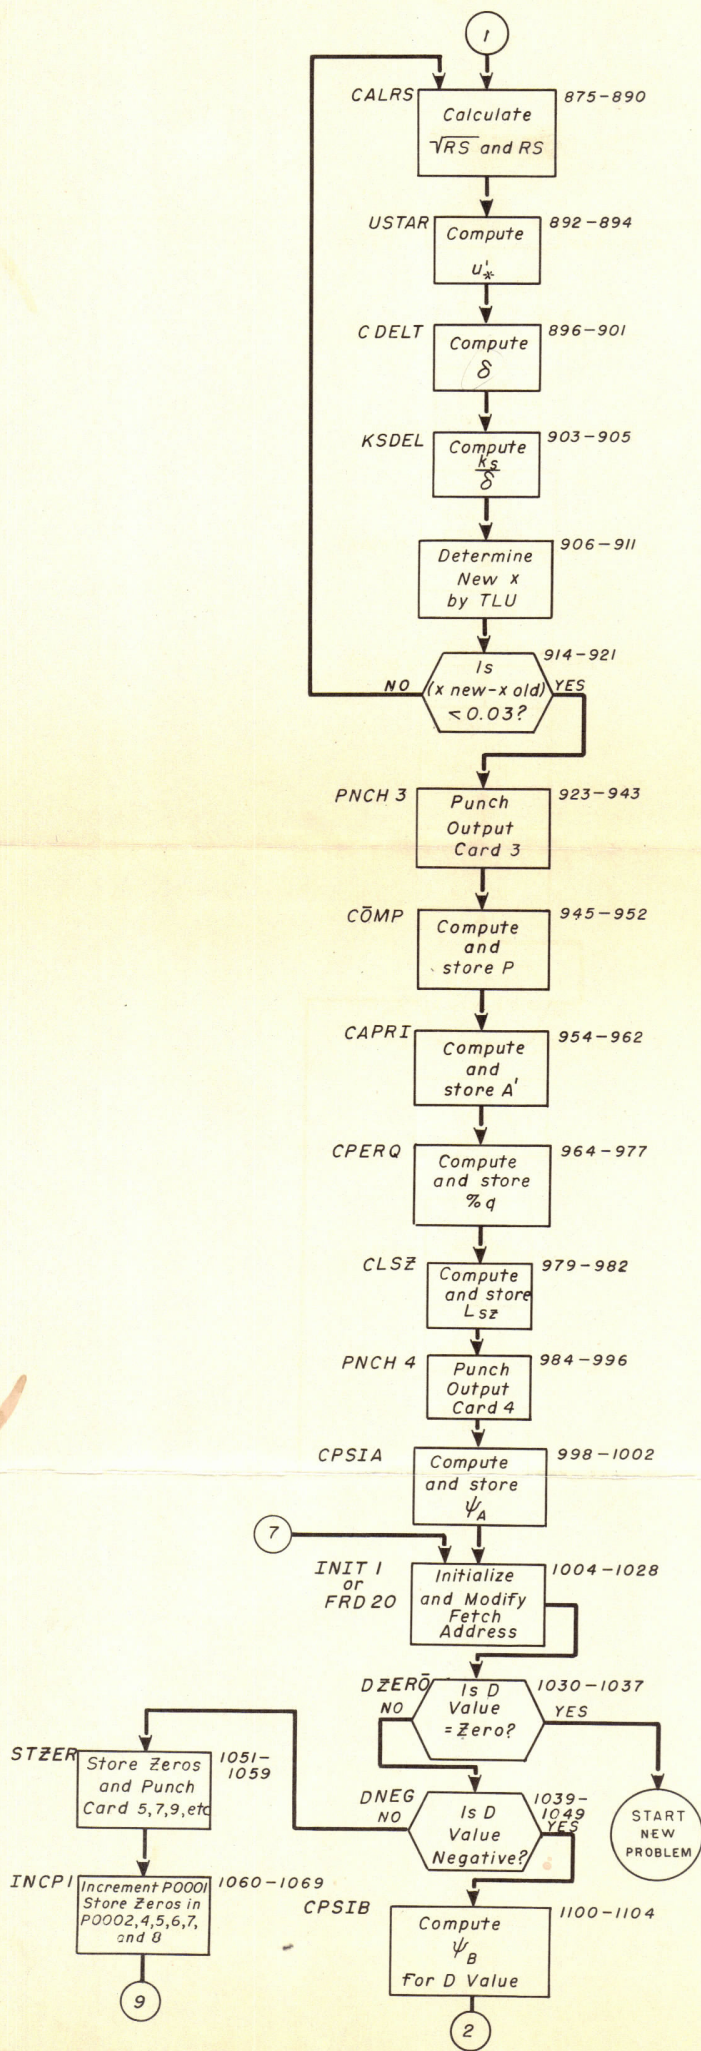 1
CALRS
875-890
Calculate
√RS and RS
USTAR
892-894
Compute
u'*
CDELT
896-901
Compute
δ
KSDEL
903-905
Compute
ks/δ
906-911
Determine
New x
by TLU
914-921
Is
(x new-x old)
< 0.03?
NO
YES
PNCH 3
923-943
Punch
Output
Card 3
CŌMP
945-952
Compute
and
store P
CAPRI
954-962
Compute
and
store A'
CPERQ
964-977
Compute
and store
%q
CLSƵ
979-982
Compute
and store
Lsz
PNCH 4
984-996
Punch
Output
Card 4
CPSIA
998-1002
Compute
and store
ψA
7
INIT 1
or
FRD 20
1004-1028
Initialize
and Modify
Fetch
Address
DƵERŌ
1030-1037
Is D
Value
=Ƶero?
NO
YES
START
NEW
PROBLEM
DNEG
1039-
1049
Is D
Value
Negative?
NO
YES
STƵER
1051-
1059
Store Ƶeros
and Punch
Card 5,7,9,etc
INCP1
1060-1069
Increment P0001
Store Ƶeros in
P0002,4,5,6,7,
and 8
9
CPSIB
1100-1104
Compute
ψB
for D Value
2